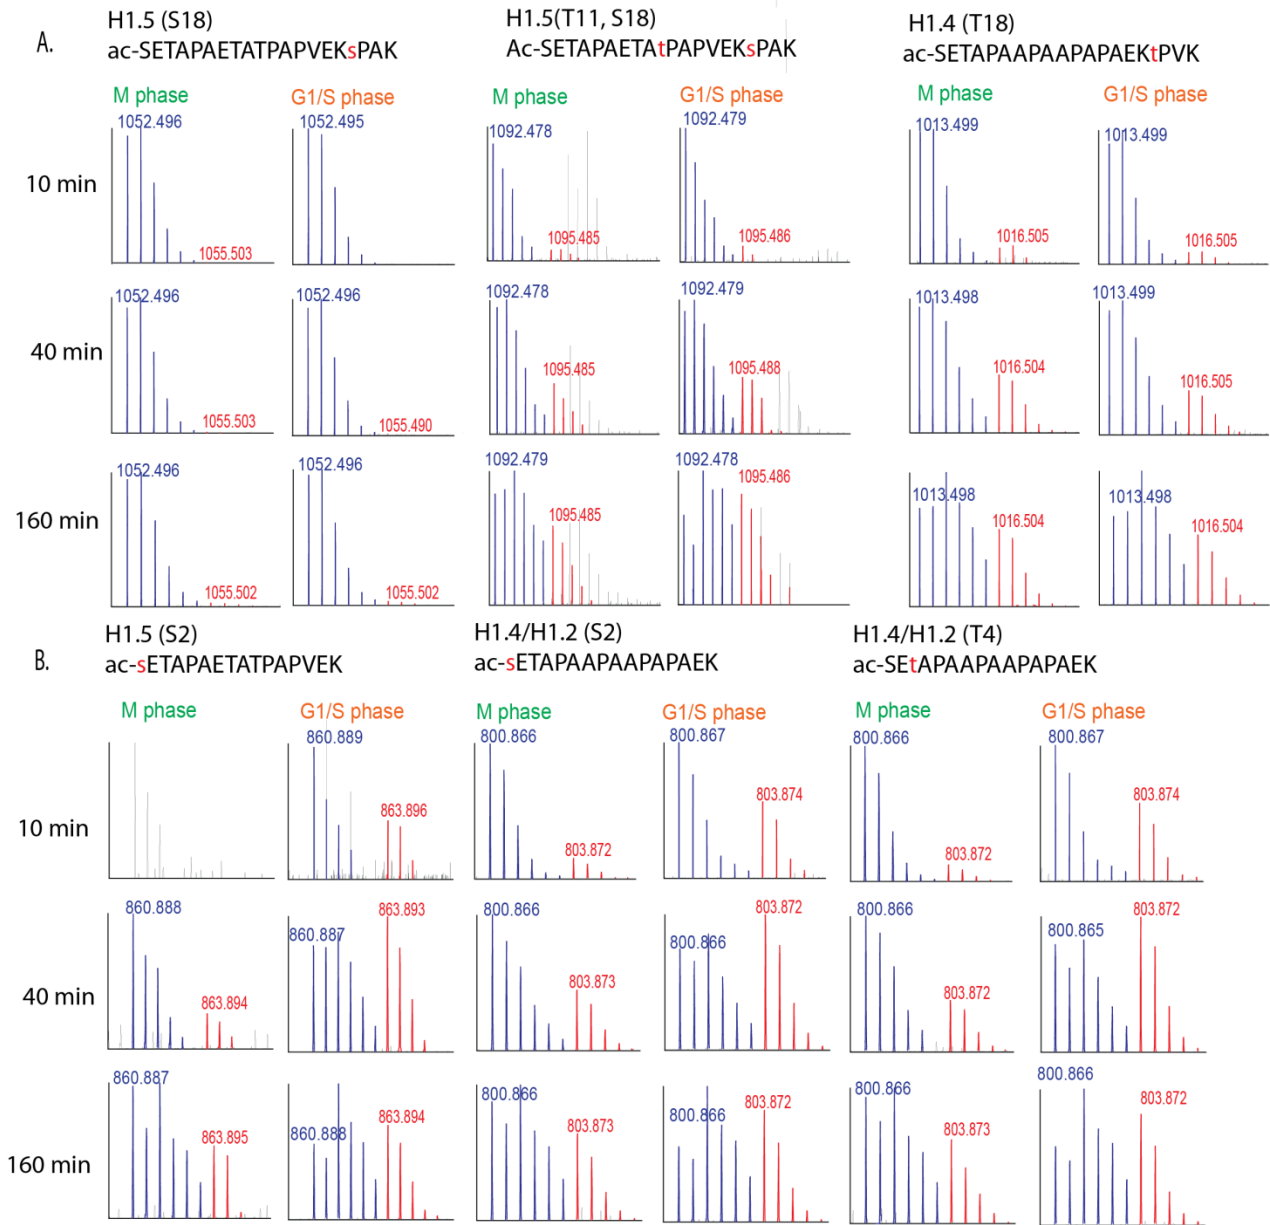 A.
H1.5 (S18)
ac-SETAPAETATPAPVEKsPAK
H1.5(T11, S18)
Ac-SETAPAETAtPAPVEKsPAK
H1.4 (T18)
ac-SETAPAAPAAPAPAEKtPVK
M phase
G1/S phase
M phase
G1/S phase
M phase
G1/S phase
10 min
1052.496
1055.503
1052.495
1092.478
1095.485
1092.479
1095.486
1013.499
1016.505
1013.499
1016.505
40 min
1052.496
1055.503
1052.496
1055.490
1092.478
1095.485
1092.479
1095.488
1013.498
1016.504
1013.499
1016.505
160 min
1052.496
1055.502
1052.496
1055.502
1092.479
1095.485
1092.478
1095.486
1013.498
1016.504
1013.498
1016.504
B.
H1.5 (S2)
ac-sETAPAETATPAPVEK
H1.4/H1.2 (S2)
ac-sETAPAAPAAPAPAEK
H1.4/H1.2 (T4)
ac-SEtAPAAPAAPAPAEK
M phase
G1/S phase
M phase
G1/S phase
M phase
G1/S phase
10 min
860.889
863.896
800.866
803.872
800.867
803.874
800.866
803.872
800.867
803.874
40 min
860.888
863.894
860.887
863.893
800.866
803.873
800.866
803.872
800.866
803.872
800.865
803.872
160 min
860.887
863.895
860.888
863.894
800.866
803.873
800.866
803.872
800.866
803.873
800.866
803.872